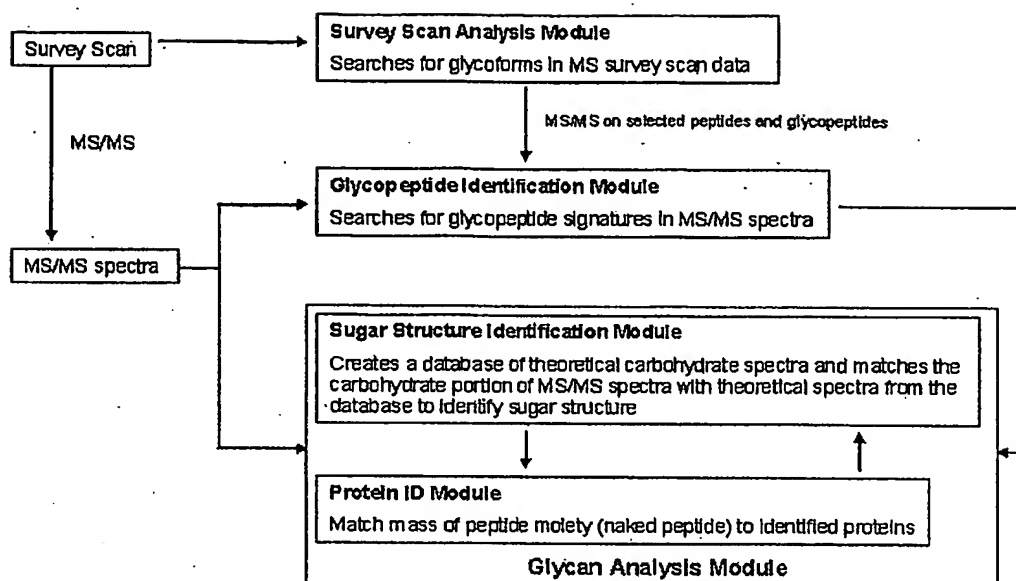 Survey Scan
Survey Scan Analysis Module
Searches for glycoforms in MS survey scan data
MS/MS
MS/MS on selected peptides and glycopeptides
Glycopeptide Identification Module
Searches for glycopeptide signatures in MS/MS spectra
MS/MS spectra
Sugar Structure Identification Module
Creates a database of theoretical carbohydrate spectra and matches the
carbohydrate portion of MS/MS spectra with theoretical spectra from the
database to identify sugar structure
Protein ID Module
Match mass of peptide moiety (naked peptide) to identified proteins
Glycan Analysis Module